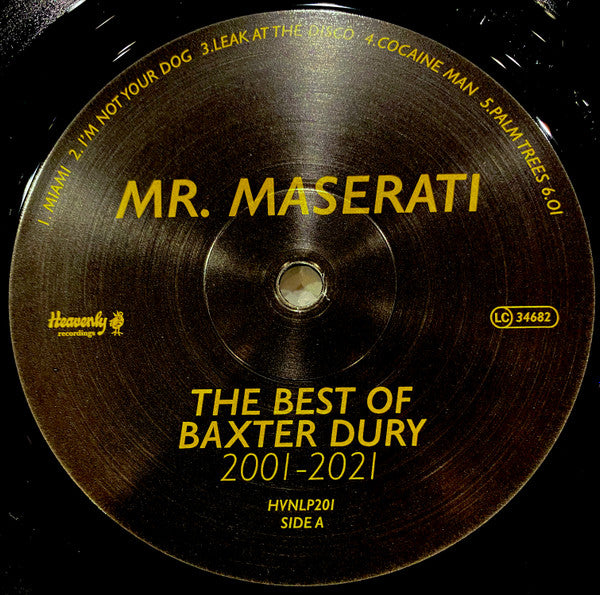 1. MIAMI 2. I'M NOT YOUR DOG 3.LEAK AT THE DISCO 4.COCAINE MAN 5.PALM TREES 6.01
MR. MASERATI
Heavenly
recordings
LC 34682
THE BEST OF
BAXTER DURY
2001-2021
HVNLP201
SIDE A